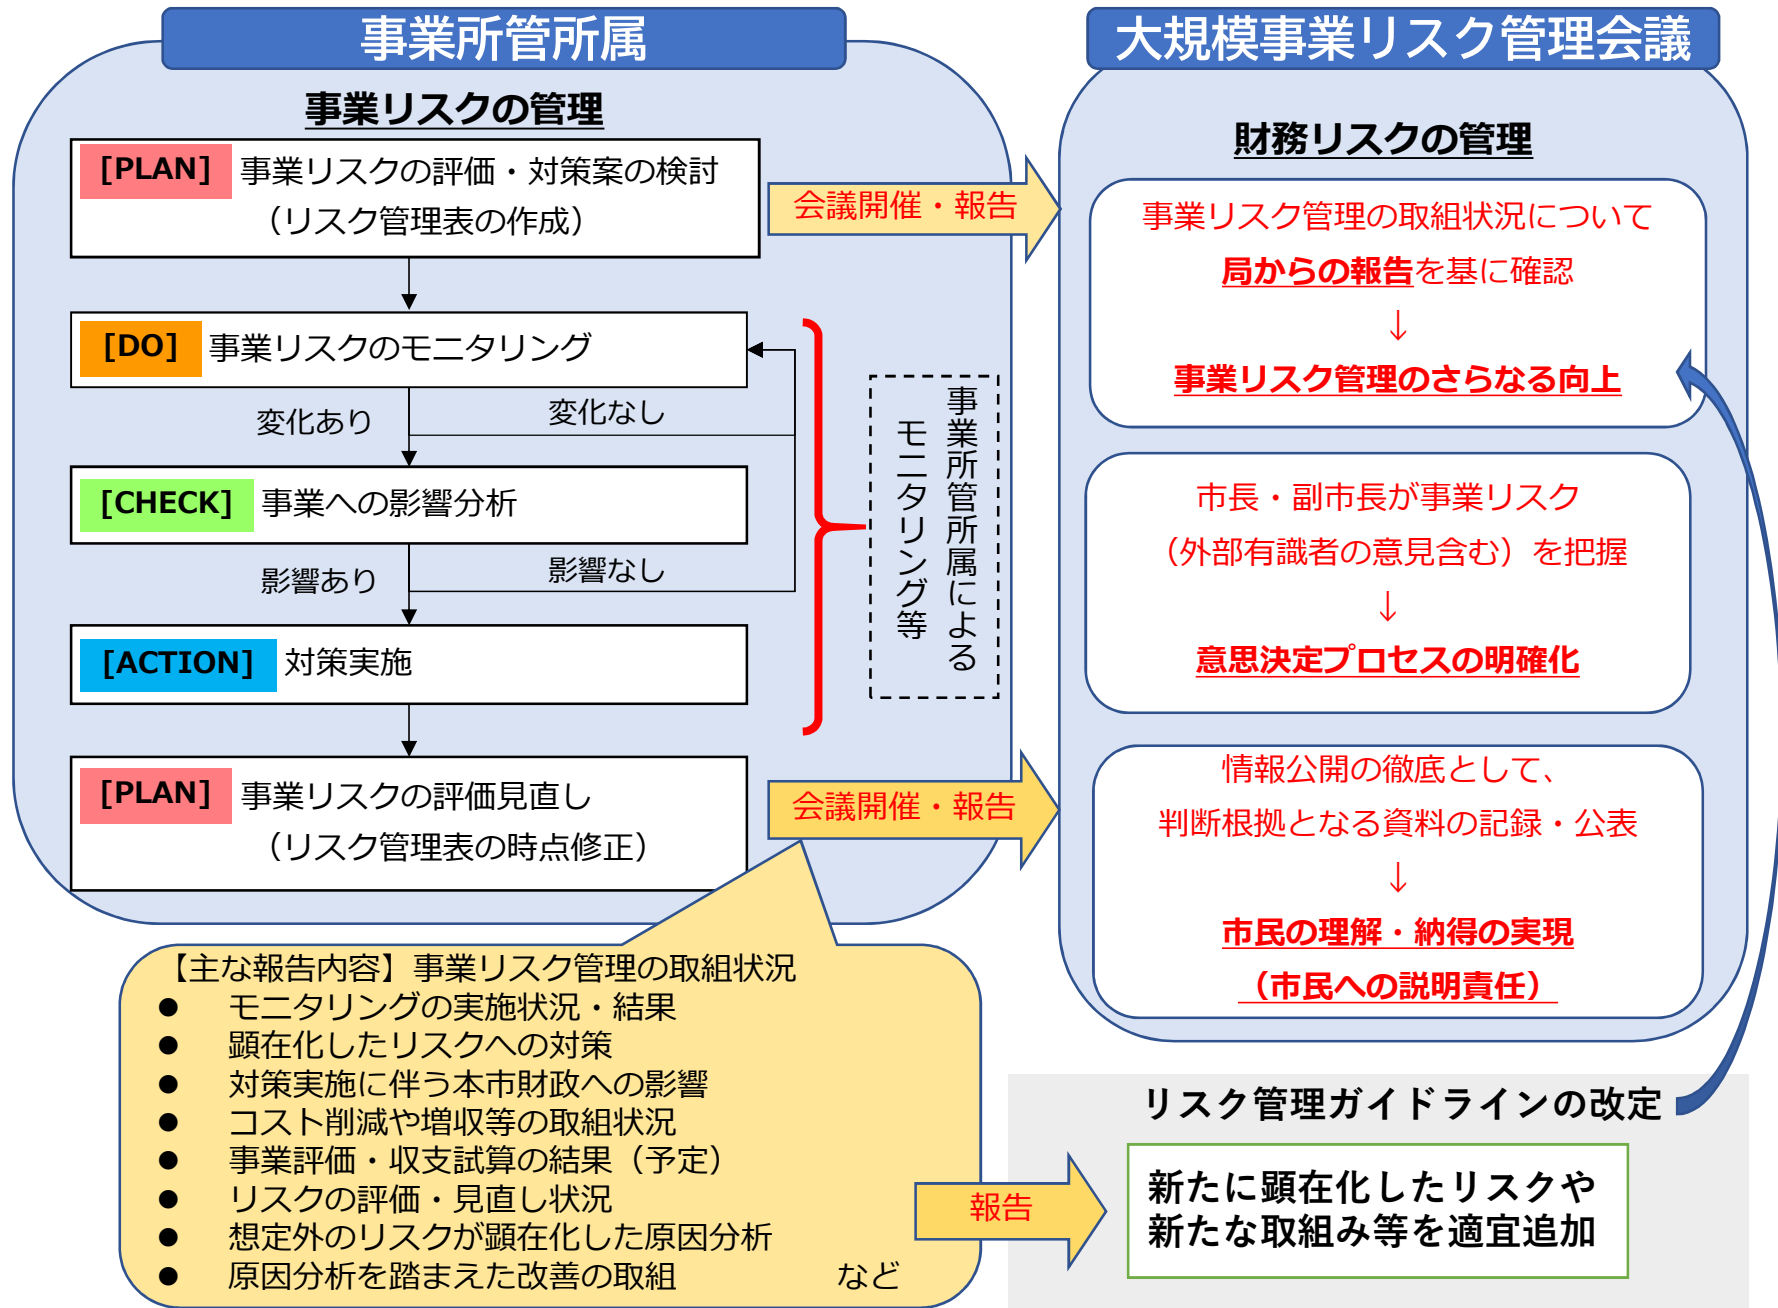 事業所管所属
事業リスクの管理
[PLAN] 事業リスクの評価・対策案の検討
（リスク管理表の作成）
[DO] 事業リスクのモニタリング
変化あり
変化なし
[CHECK] 事業への影響分析
影響あり
影響なし
[ACTION] 対策実施
[PLAN] 事業リスクの評価見直し
（リスク管理表の時点修正）
事業所管所属による
モニタリング等
会議開催・報告
会議開催・報告
大規模事業リスク管理会議
財務リスクの管理
事業リスク管理の取組状況について
局からの報告を基に確認
↓
事業リスク管理のさらなる向上
市長・副市長が事業リスク
（外部有識者の意見含む）を把握
↓
意思決定プロセスの明確化
情報公開の徹底として、
判断根拠となる資料の記録・公表
↓
市民の理解・納得の実現
（市民への説明責任）
【主な報告内容】事業リスク管理の取組状況
● モニタリングの実施状況・結果
● 顕在化したリスクへの対策
● 対策実施に伴う本市財政への影響
● コスト削減や増収等の取組状況
● 事業評価・収支試算の結果（予定）
● リスクの評価・見直し状況
● 想定外のリスクが顕在化した原因分析
● 原因分析を踏まえた改善の取組 など
報告
リスク管理ガイドラインの改定
新たに顕在化したリスクや
新たな取組み等を適宜追加